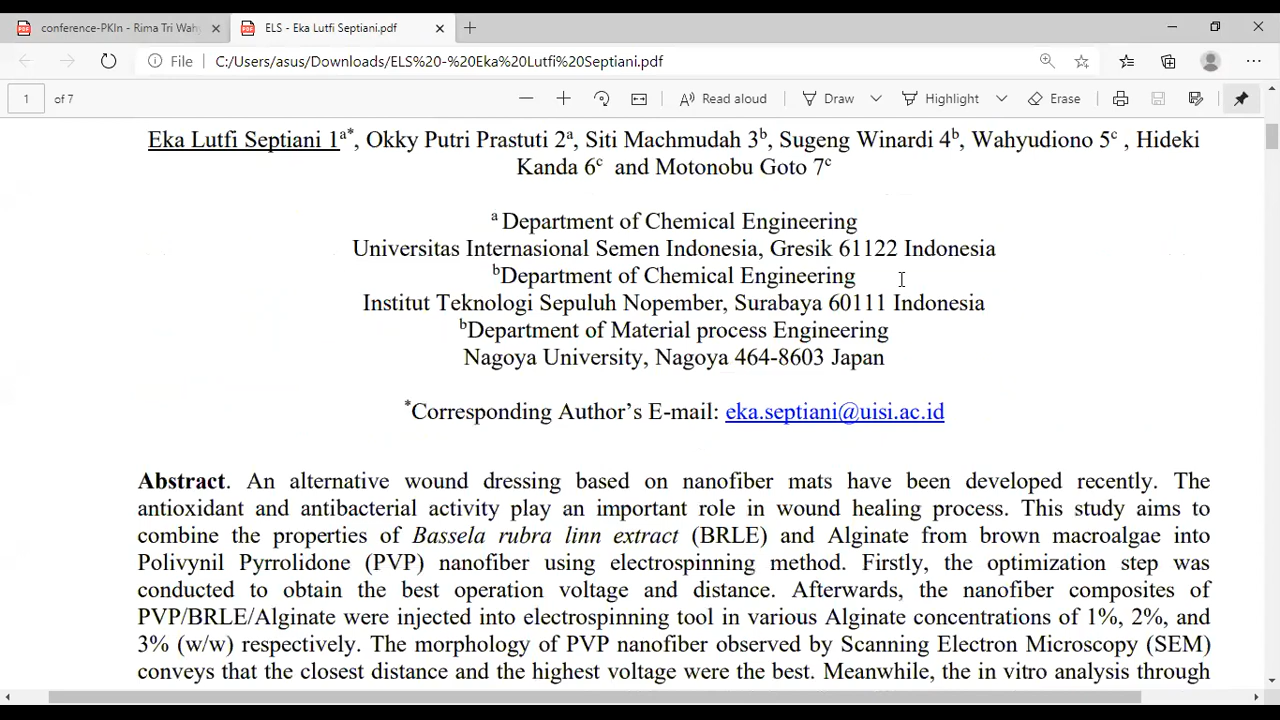 conference-PKIn - Rima Tri Wahy
ELS - Eka Lutfi Septiani.pdf
File
C:/Users/asus/Downloads/ELS%20-%20Eka%20Lutfi%20Septiani.pdf
1 of 7
Read aloud
Draw
Highlight
Erase
Eka Lutfi Septiani 1a*, Okky Putri Prastuti 2a, Siti Machmudah 3b, Sugeng Winardi 4b, Wahyudiono 5c , Hideki
Kanda 6c and Motonobu Goto 7c
a Department of Chemical Engineering
Universitas Internasional Semen Indonesia, Gresik 61122 Indonesia
bDepartment of Chemical Engineering
Institut Teknologi Sepuluh Nopember, Surabaya 60111 Indonesia
bDepartment of Material process Engineering
Nagoya University, Nagoya 464-8603 Japan
*Corresponding Author's E-mail: eka.septiani@uisi.ac.id
Abstract. An alternative wound dressing based on nanofiber mats have been developed recently. The
antioxidant and antibacterial activity play an important role in wound healing process. This study aims to
combine the properties of Bassela rubra linn extract (BRLE) and Alginate from brown macroalgae into
Polivynil Pyrrolidone (PVP) nanofiber using electrospinning method. Firstly, the optimization step was
conducted to obtain the best operation voltage and distance. Afterwards, the nanofiber composites of
PVP/BRLE/Alginate were injected into electrospinning tool in various Alginate concentrations of 1%, 2%, and
3% (w/w) respectively. The morphology of PVP nanofiber observed by Scanning Electron Microscopy (SEM)
conveys that the closest distance and the highest voltage were the best. Meanwhile, the in vitro analysis through